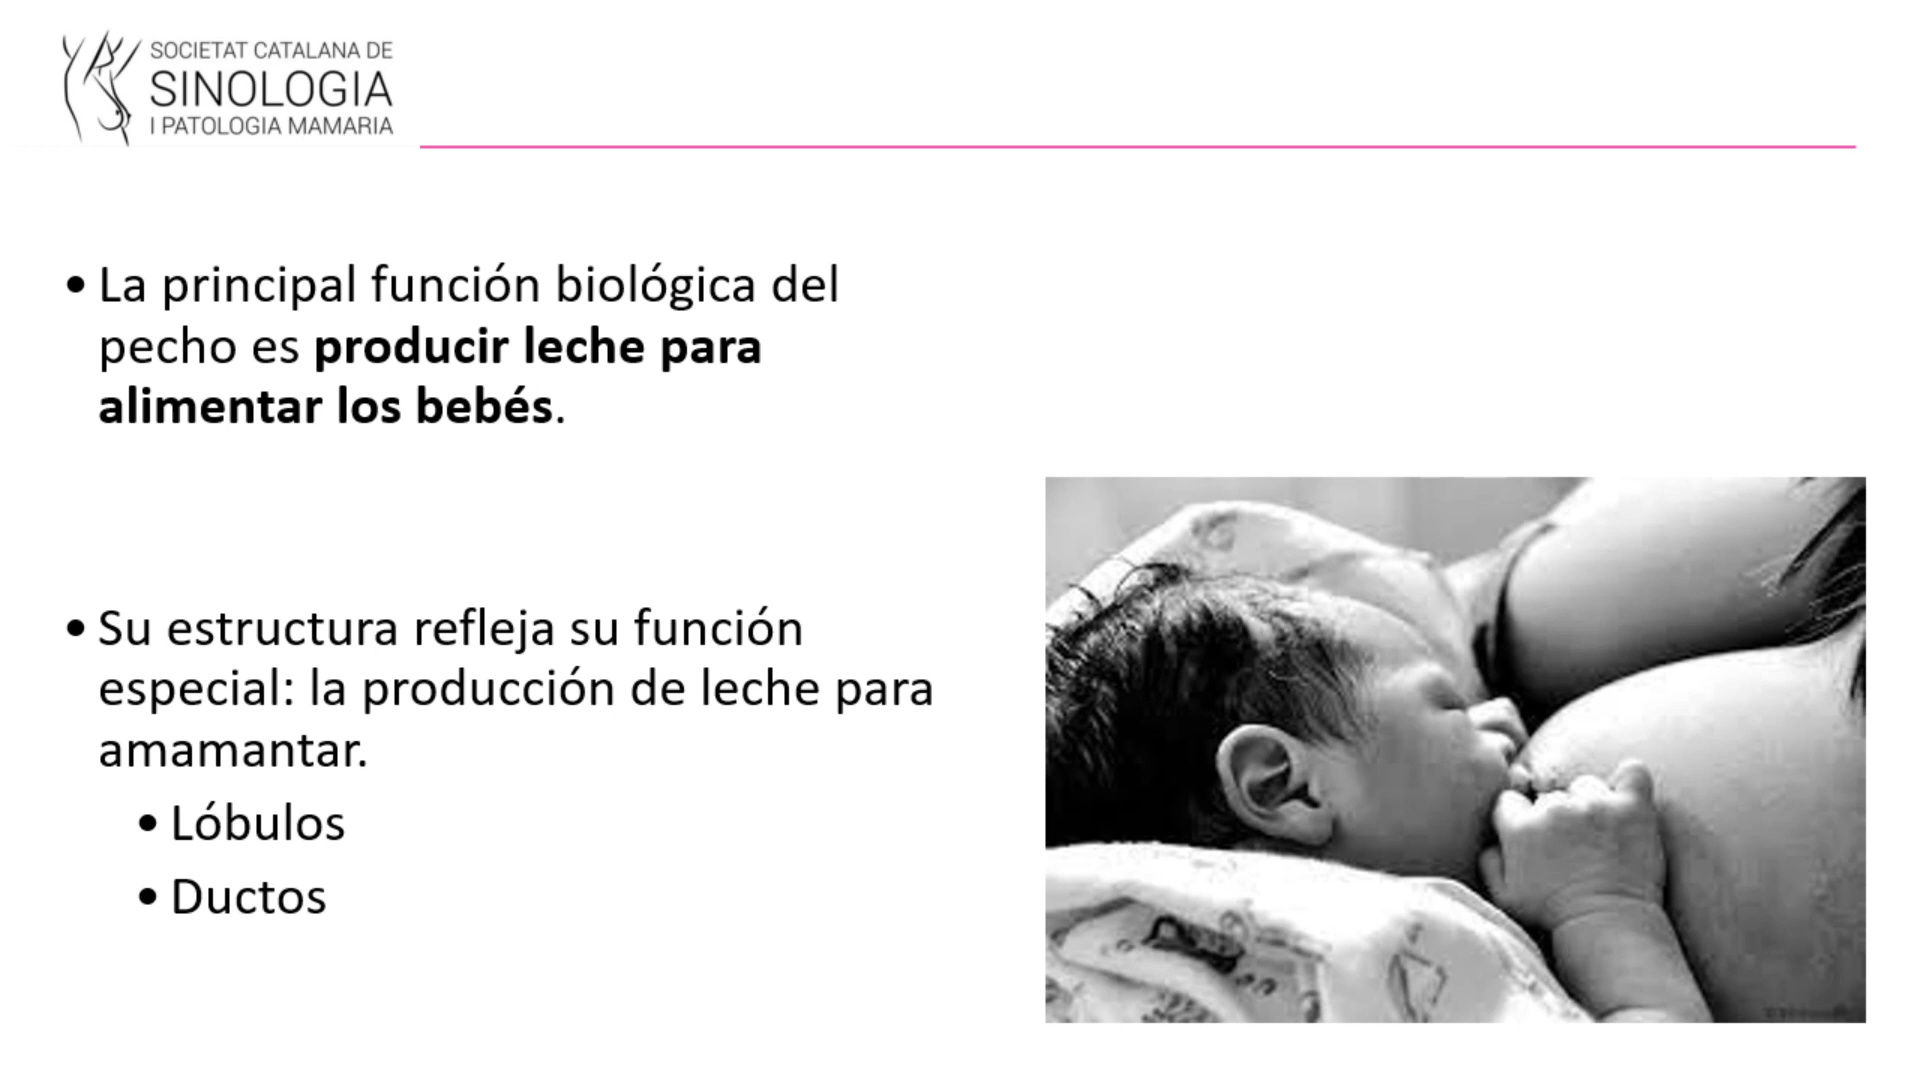 SOCIETAT CATALANA DE
SINOLOGIA
I PATOLOGIA MAMARIA
• La principal función biológica del
pecho es producir leche para
alimentar los bebés.
• Su estructura refleja su función
especial: la producción de leche para
amamantar.
• Lóbulos
• Ductos